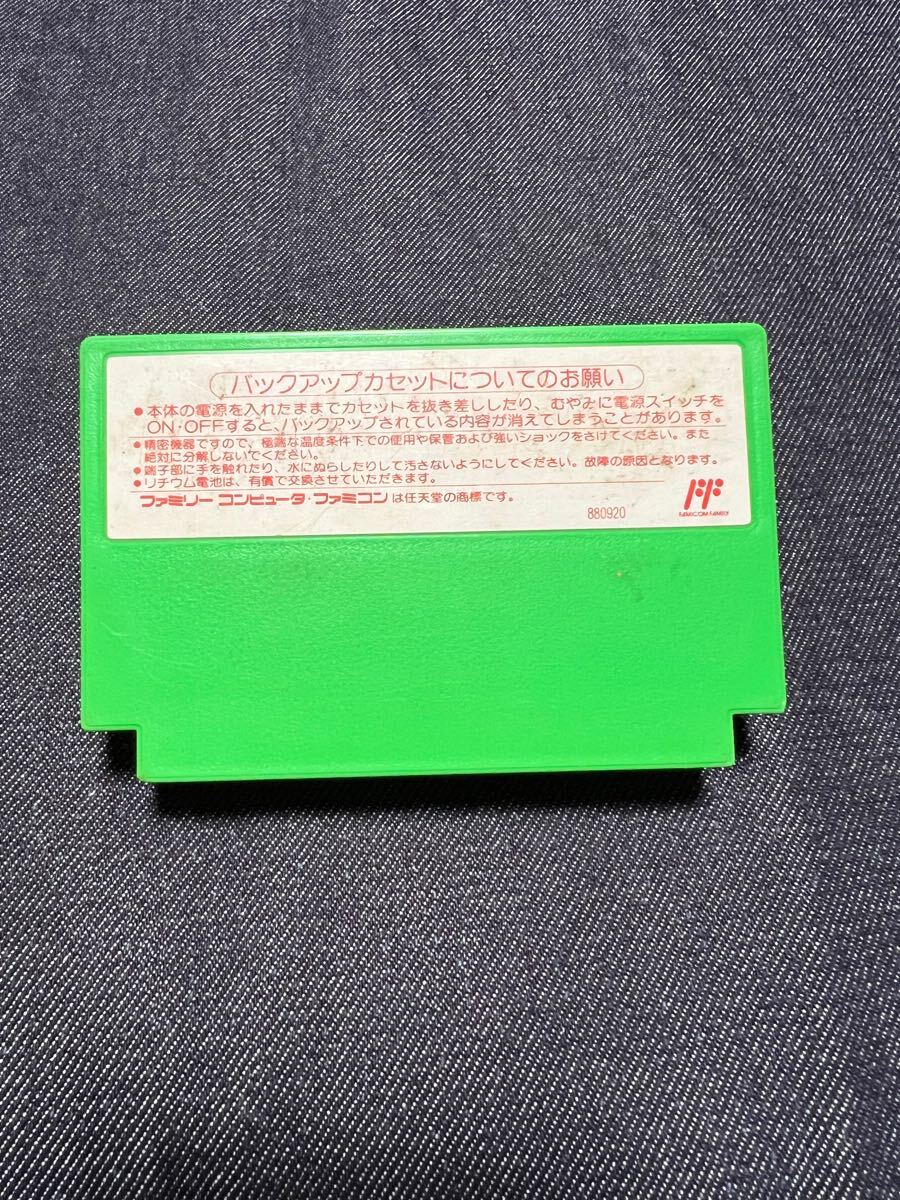 バックアップカセットについてのお願い
●本体の電源を入れたままでカセットを抜き差ししたり、むやみに電源スイッチを
ON・OFFすると、バックアップされている内容が消えてしまうことがあります。
●精密機器ですので、極端な温度条件下での使用や保管および強いショックをさけてください。また
絶対に分解しないでください。
●端子部に手を触れたり、水にぬらしたりして汚さないようにしてください。故障の原因となります。
●リチウム電池は、有償で交換させていただきます。
ファミリーコンピュータ・ファミコンは任天堂の商標です。
880920
FAMICOM FAMILY